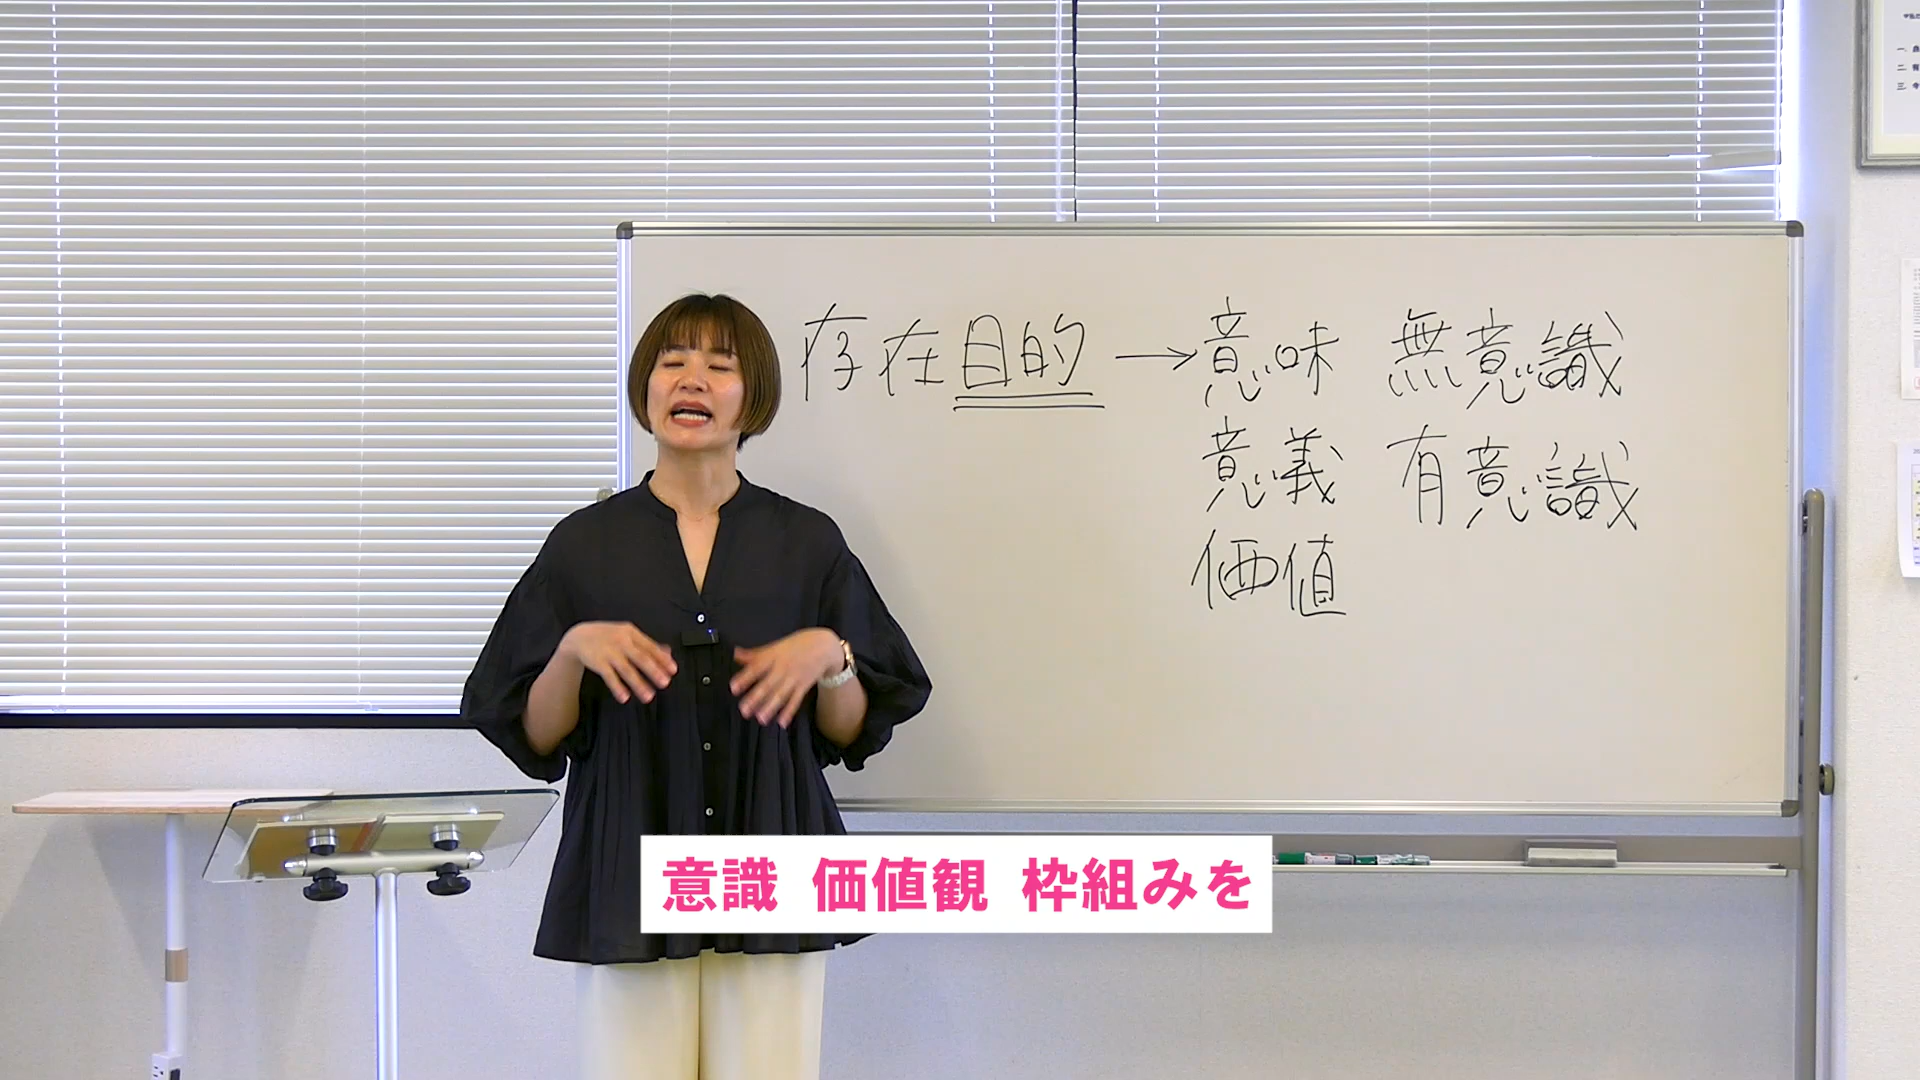 存在目的→意味 無意識
意義 有意識
価値
意識 価値観 枠組みを